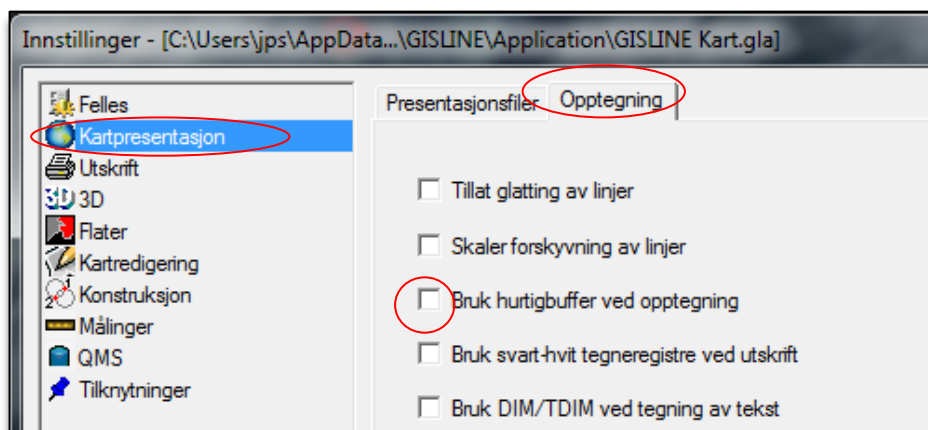 Innstillinger - [C:\Users\jps\AppData...\GISLINE\Application\GISLINE Kart.gla]
Felles
Kartpresentasjon
Utskrift
3D
Flater
Kartredigering
Konstruksjon
Målinger
QMS
Tilknytninger
Presentasjonsfiler
Opptegning
Tillat glatting av linjer
Skaler forskyvning av linjer
Bruk hurtigbuffer ved opptegning
Bruk svart-hvit tegneregistre ved utskrift
Bruk DIM/TDIM ved tegning av tekst